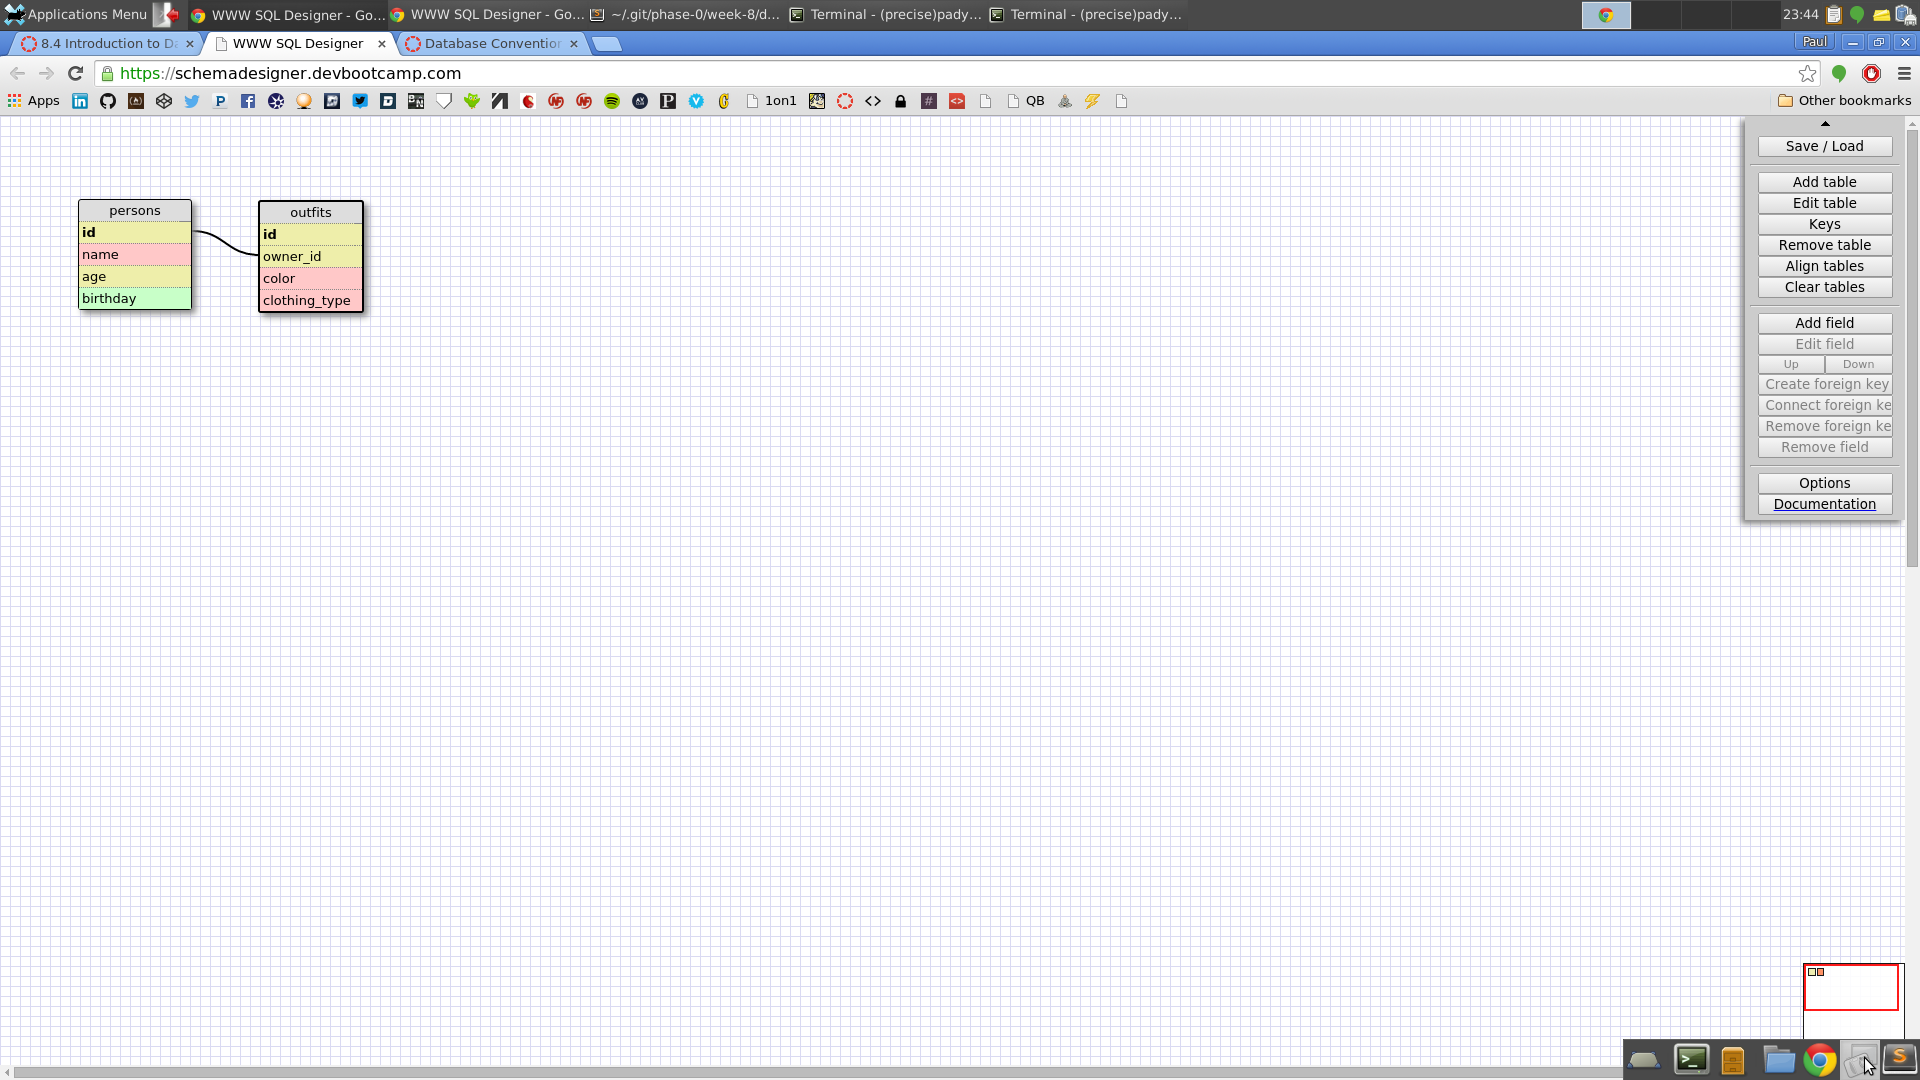 Applications Menu WWW SQL Designer - Go... WWW SQL Designer - Go... ~/.git/phase-0/week-8/d... Terminal - (precise)pady... Terminal - (precise)pady... 23:44
8.4 Introduction to Da WWW SQL Designer Database Convention Paul
https://schemadesigner.devbootcamp.com
Apps 1on1 QB Other bookmarks
Save / Load
Add table
Edit table
Keys
Remove table
Align tables
Clear tables
Add field
Edit field
Up Down
Create foreign key
Connect foreign ke
Remove foreign ke
Remove field
Options
Documentation
persons
id
name
age
birthday
outfits
id
owner_id
color
clothing_type